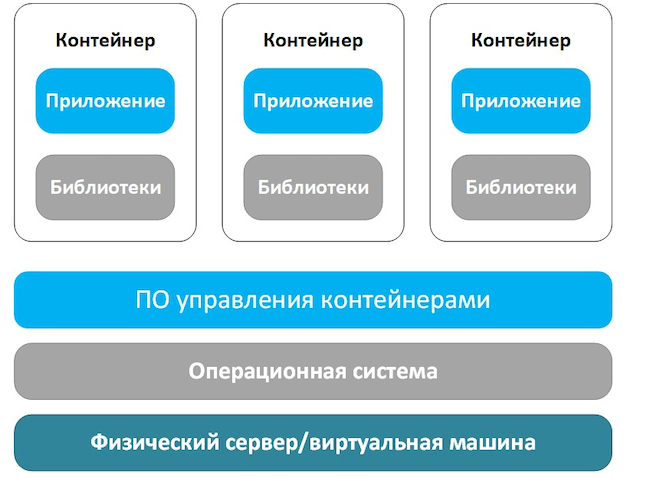 Контейнер
Контейнер
Контейнер
Приложение
Приложение
Приложение
Библиотеки
Библиотеки
Библиотеки
ПО управления контейнерами
Операционная система
Физический сервер/виртуальная машина